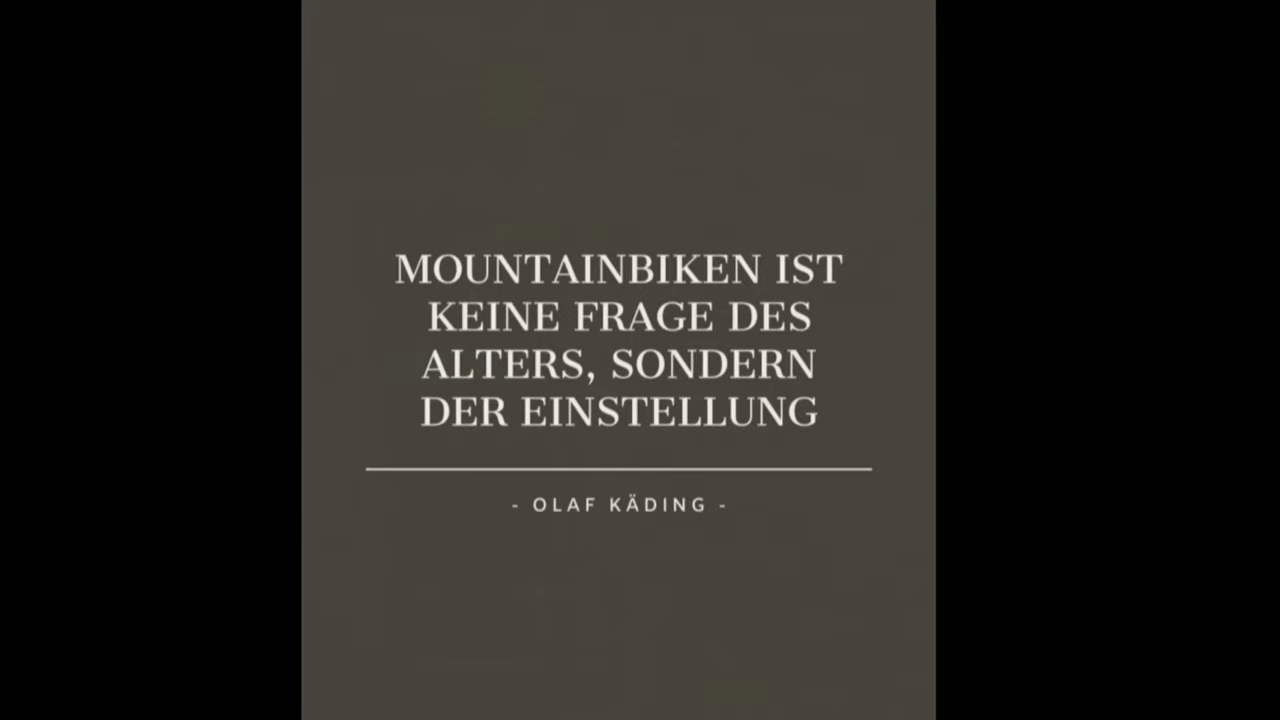 MOUNTAINBIKEN IST
KEINE FRAGE DES
ALTERS, SONDERN
DER EINSTELLUNG
- OLAF KÄDING -